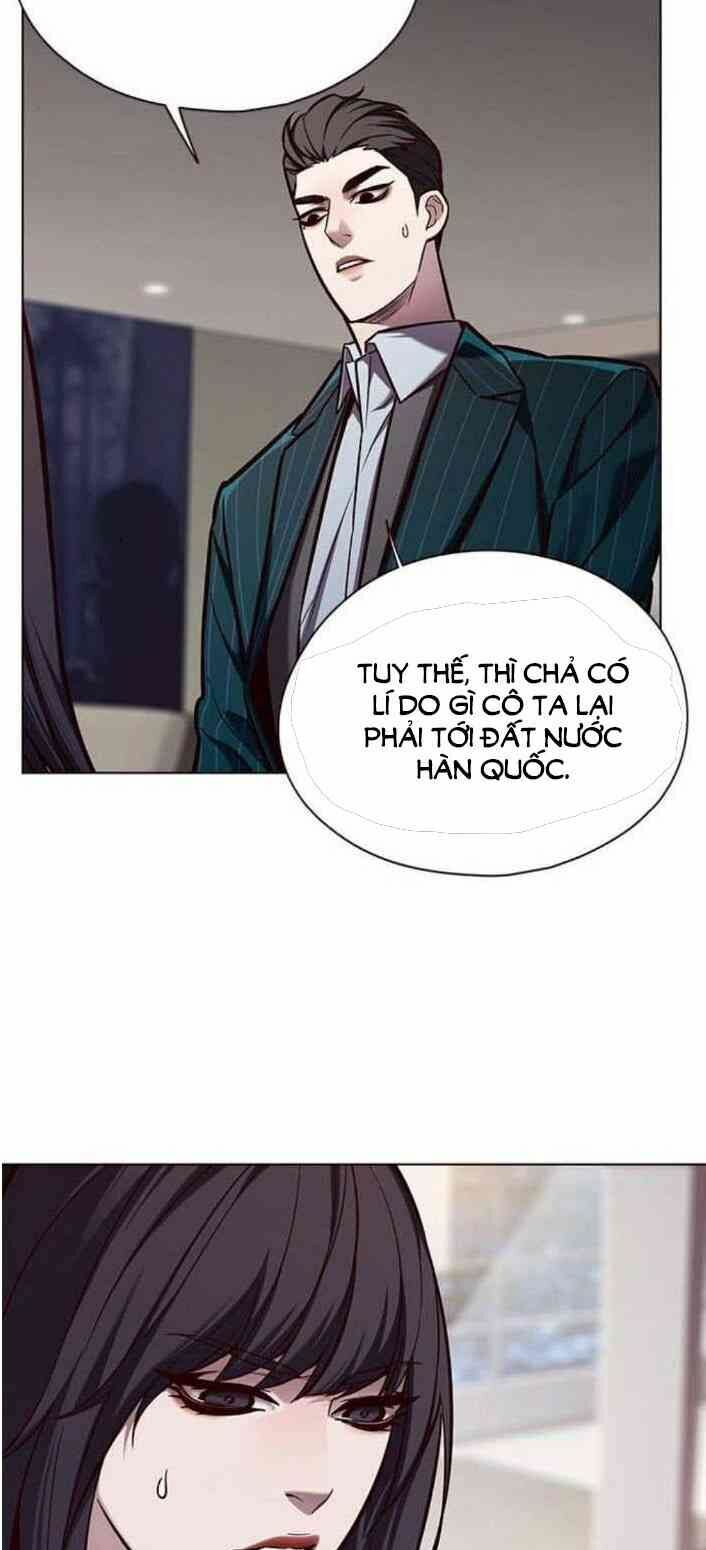 TUY THẾ, THÌ CHẢ CÓ
LÍ DO GÌ CÔ TA LẠI
PHẢI TỚI ĐẤT NƯỚC
HÀN QUỐC.